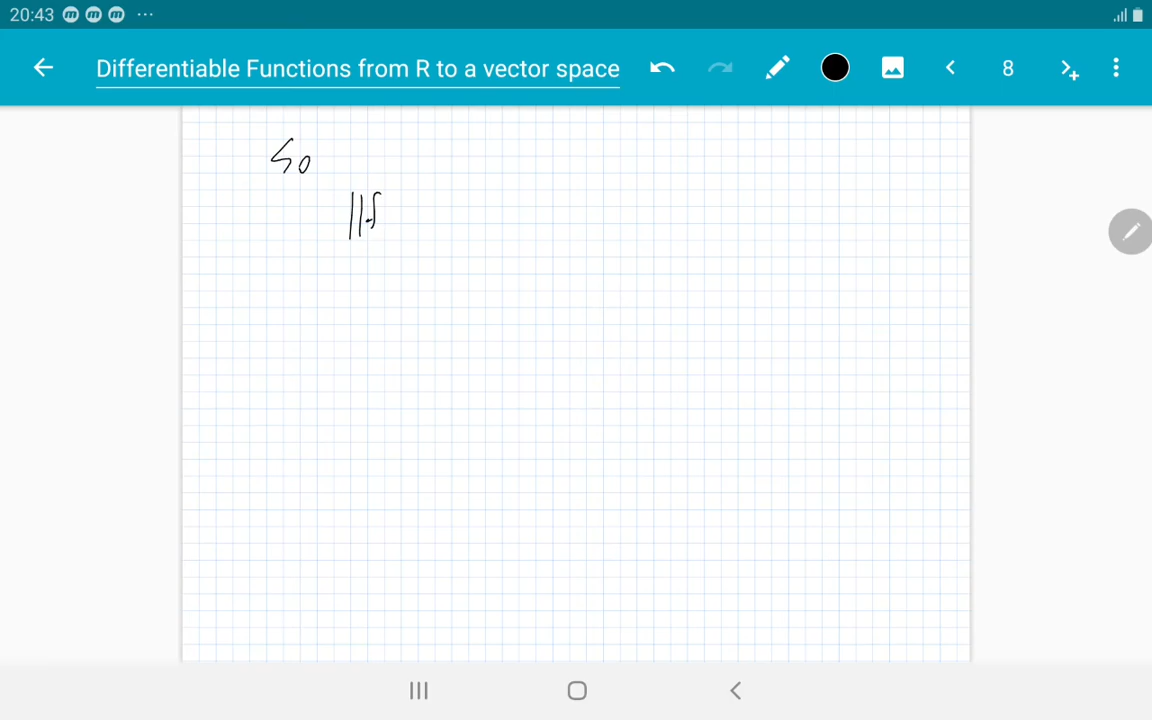 20:43
Differentiable Functions from R to a vector space
8
So
||f